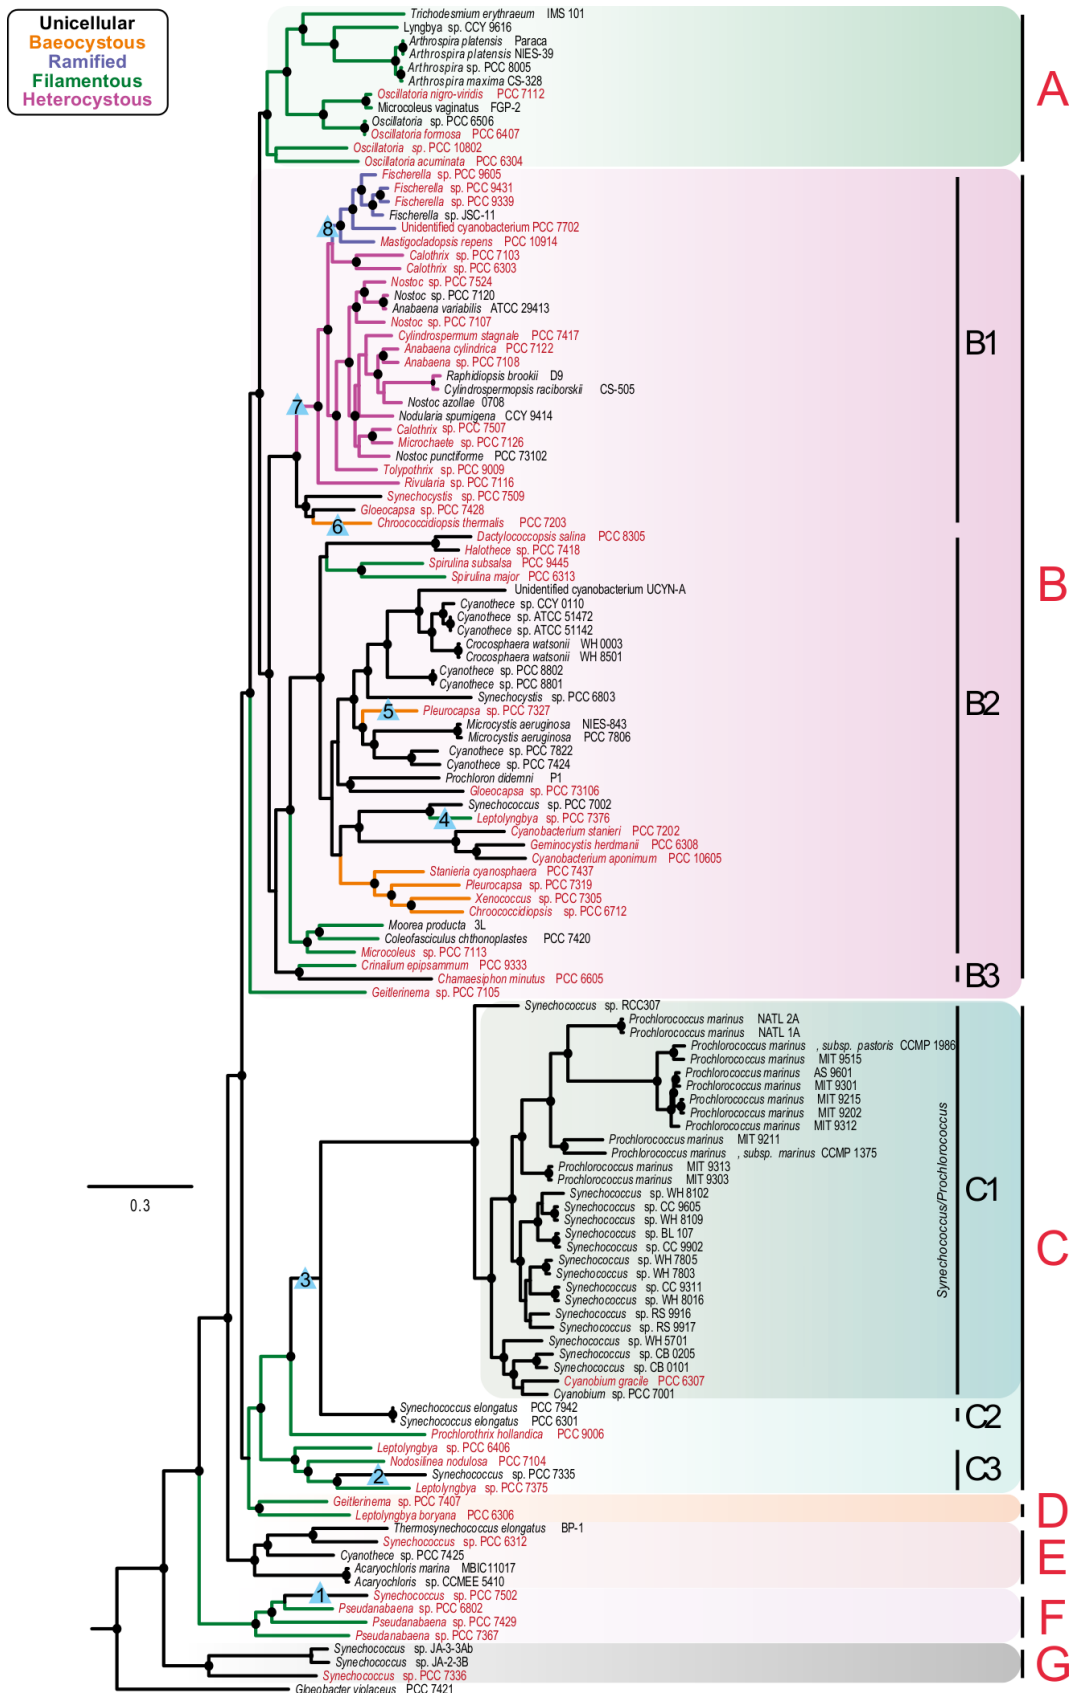 Unicellular
Baeocystous
Ramified
Filamentous
Heterocystous
Trichodesmium erythraeum IMS 101
Lyngbya sp. CCY 9616
Arthrospira platensis Paraca
Arthrospira platensis NIES-39
Arthrospira sp. PCC 8005
Arthrospira maxima CS-328
Oscillatoria nigro-viridis PCC 7112
Microcoleus vaginatus FGP-2
Oscillatoria sp. PCC 6506
Oscillatoria formosa PCC 6407
Oscillatoria sp. PCC 10802
Oscillatoria acuminata PCC 6304
A
Fischerella sp. PCC 9605
Fischerella sp. PCC 9431
Fischerella sp. PCC 9339
Fischerella sp. JSC-11
8
Unidentified cyanobacterium PCC 7702
Mastigocladopsis repens PCC 10914
Calothrix sp. PCC 7103
Calothrix sp. PCC 6303
Nostoc sp. PCC 7524
Nostoc sp. PCC 7120
Anabaena variabilis ATCC 29413
Nostoc sp. PCC 7107
Cylindrospermum stagnale PCC 7417
B1
Anabaena cylindrica PCC 7122
Anabaena sp. PCC 7108
Raphidiopsis brookii D9
Cylindrospermopsis raciborskii CS-505
Nostoc azollae 0708
7
Nodularia spumigena CCY 9414
Calothrix sp. PCC 7507
Microchaete sp. PCC 7126
Nostoc punctiforme PCC 73102
Tolypothrix sp. PCC 9009
Rivularia sp. PCC 7116
Synechocystis sp. PCC 7509
Gloeocapsa sp. PCC 7428
6
Chroococcidiopsis thermalis PCC 7203
Dactylococcopsis salina PCC 8305
Halothece sp. PCC 7418
Spirulina subsalsa PCC 9445
Spirulina major PCC 6313
B
Unidentified cyanobacterium UCYN-A
Cyanothece sp. CCY 0110
Cyanothece sp. ATCC 51472
Cyanothece sp. ATCC 51142
Crocosphaera watsonii WH 0003
Crocosphaera watsonii WH 8501
Cyanothece sp. PCC 8802
Cyanothece sp. PCC 8801
Synechocystis sp. PCC 6803
B2
5
Pleurocapsa sp. PCC 7327
Microcystis aeruginosa NIES-843
Microcystis aeruginosa PCC 7806
Cyanothece sp. PCC 7822
Cyanothece sp. PCC 7424
Prochloron didemni P1
Gloeocapsa sp. PCC 73106
Synechococcus sp. PCC 7002
4
Leptolyngbya sp. PCC 7376
Cyanobacterium stanieri PCC 7202
Geminocystis herdmanii PCC 6308
Cyanobacterium aponimum PCC 10605
Stanieria cyanosphaera PCC 7437
Pleurocapsa sp. PCC 7319
Xenococcus sp. PCC 7305
Chroococcidiopsis sp. PCC 6712
Moorea producta 3L
Coleofasciculus chthonoplastes PCC 7420
Microcoleus sp. PCC 7113
Crinalium epipsammum PCC 9333
B3
Chamaesiphon minutus PCC 6605
Geitlerinema sp. PCC 7105
Synechococcus sp. RCC307
Prochlorococcus marinus NATL 2A
Prochlorococcus marinus NATL 1A
Prochlorococcus marinus , subsp. pastoris CCMP 1986
Prochlorococcus marinus MIT 9515
Prochlorococcus marinus AS 9601
Prochlorococcus marinus MIT 9301
Prochlorococcus marinus MIT 9215
Prochlorococcus marinus MIT 9202
Prochlorococcus marinus MIT 9312
Prochlorococcus marinus MIT 9211
Prochlorococcus marinus , subsp. marinus CCMP 1375
Prochlorococcus marinus MIT 9313
Prochlorococcus marinus MIT 9303
Synechococcus/Prochlorococcus
C1
0.3
Synechococcus sp. WH 8102
Synechococcus sp. CC 9605
Synechococcus sp. WH 8109
Synechococcus sp. BL 107
Synechococcus sp. CC 9902
C
Synechococcus sp. WH 7805
Synechococcus sp. WH 7803
3
Synechococcus sp. CC 9311
Synechococcus sp. WH 8016
Synechococcus sp. RS 9916
Synechococcus sp. RS 9917
Synechococcus sp. WH 5701
Synechococcus sp. CB 0205
Synechococcus sp. CB 0101
Cyanobium gracile PCC 6307
Cyanobium sp. PCC 7001
Synechococcus elongatus PCC 7942
C2
Synechococcus elongatus PCC 6301
Prochlorothrix hollandica PCC 9006
Leptolyngbya sp. PCC 6406
Nodosilinea nodulosa PCC 7104
C3
2
Synechococcus sp. PCC 7335
Leptolyngbya sp. PCC 7375
Geitlerinema sp. PCC 7407
D
Leptolyngbya boryana PCC 6306
Thermosynechococcus elongatus BP-1
Synechococcus sp. PCC 6312
Cyanothece sp. PCC 7425
E
Acaryochloris marina MBIC11017
Acaryochloris sp. CCMEE 5410
1
Synechococcus sp. PCC 7502
Pseudanabaena sp. PCC 6802
F
Pseudanabaena sp. PCC 7429
Pseudanabaena sp. PCC 7367
Synechococcus sp. JA-3-3Ab
Synechococcus sp. JA-2-3B
G
Synechococcus sp. PCC 7336
Gloeobacter violaceus PCC 7421